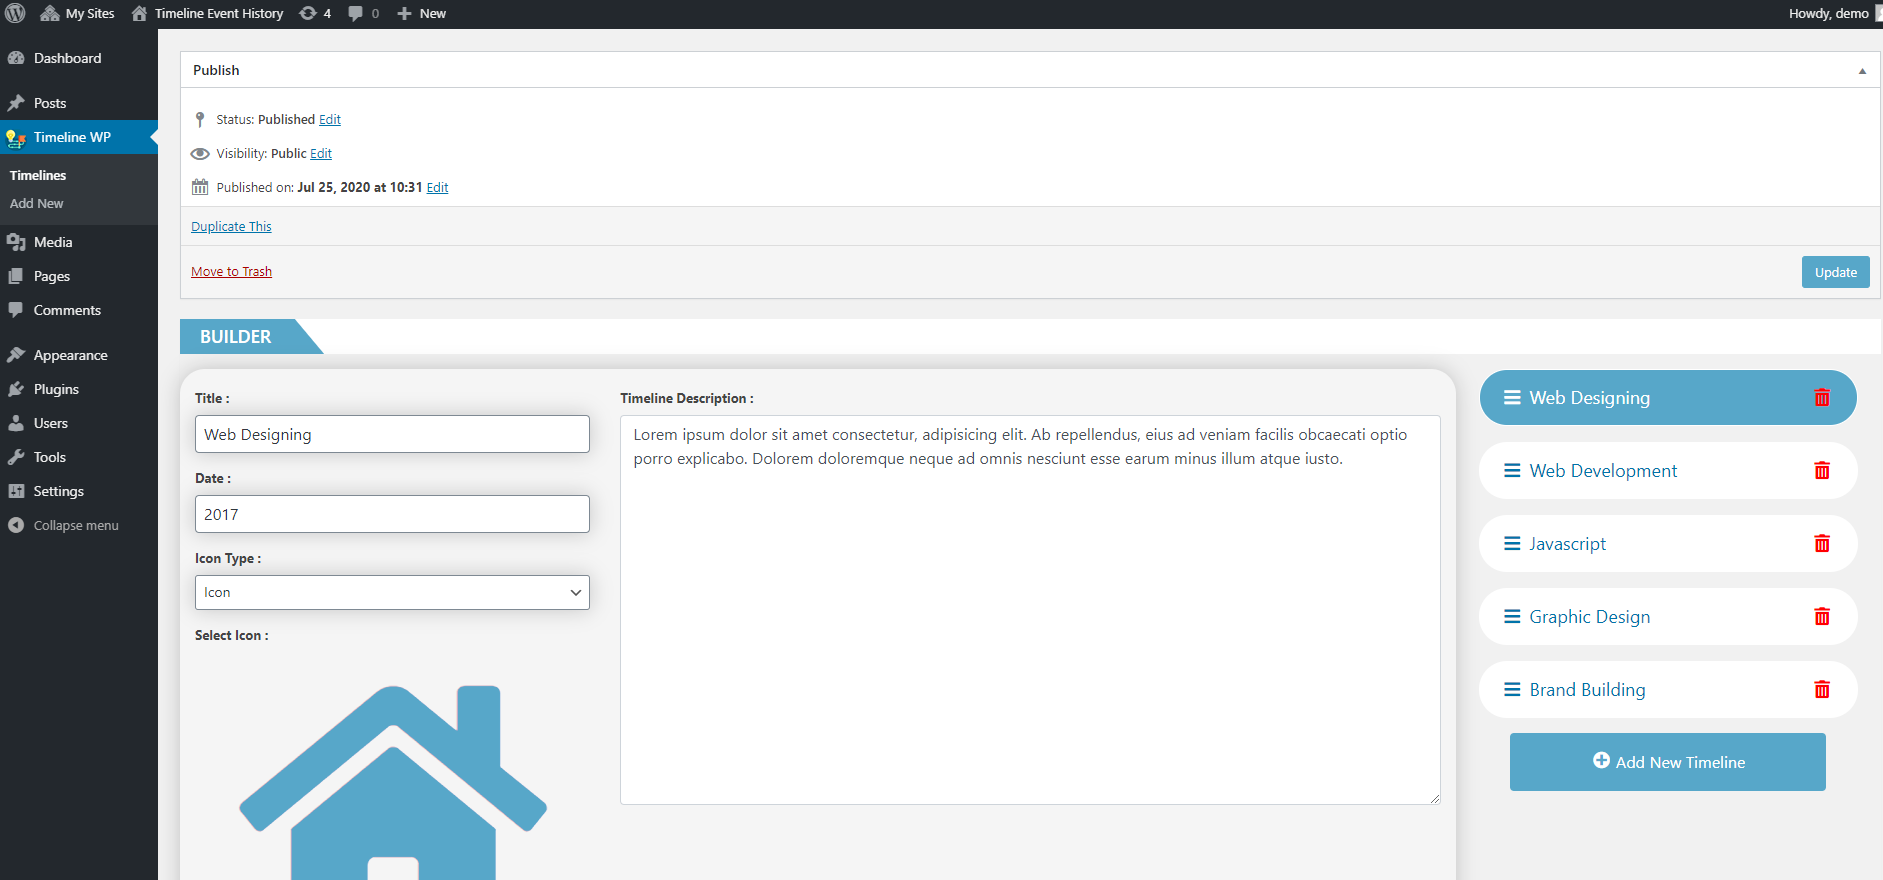 My Sites
Timeline Event History
4
0
New
Howdy, demo
Dashboard
Posts
Timeline WP
Timelines
Add New
Media
Pages
Comments
Appearance
Plugins
Users
Tools
Settings
Collapse menu
Publish
Status: Published Edit
Visibility: Public Edit
Published on: Jul 25, 2020 at 10:31 Edit
Duplicate This
Move to Trash
Update
BUILDER
Title :
Web Designing
Date :
2017
Icon Type :
Icon
Select Icon :
Timeline Description :
Lorem ipsum dolor sit amet consectetur, adipisicing elit. Ab repellendus, eius ad veniam facilis obcaecati optio
porro explicabo. Dolorem doloremque neque ad omnis nesciunt esse earum minus illum atque iusto.
Web Designing
Web Development
Javascript
Graphic Design
Brand Building
Add New Timeline